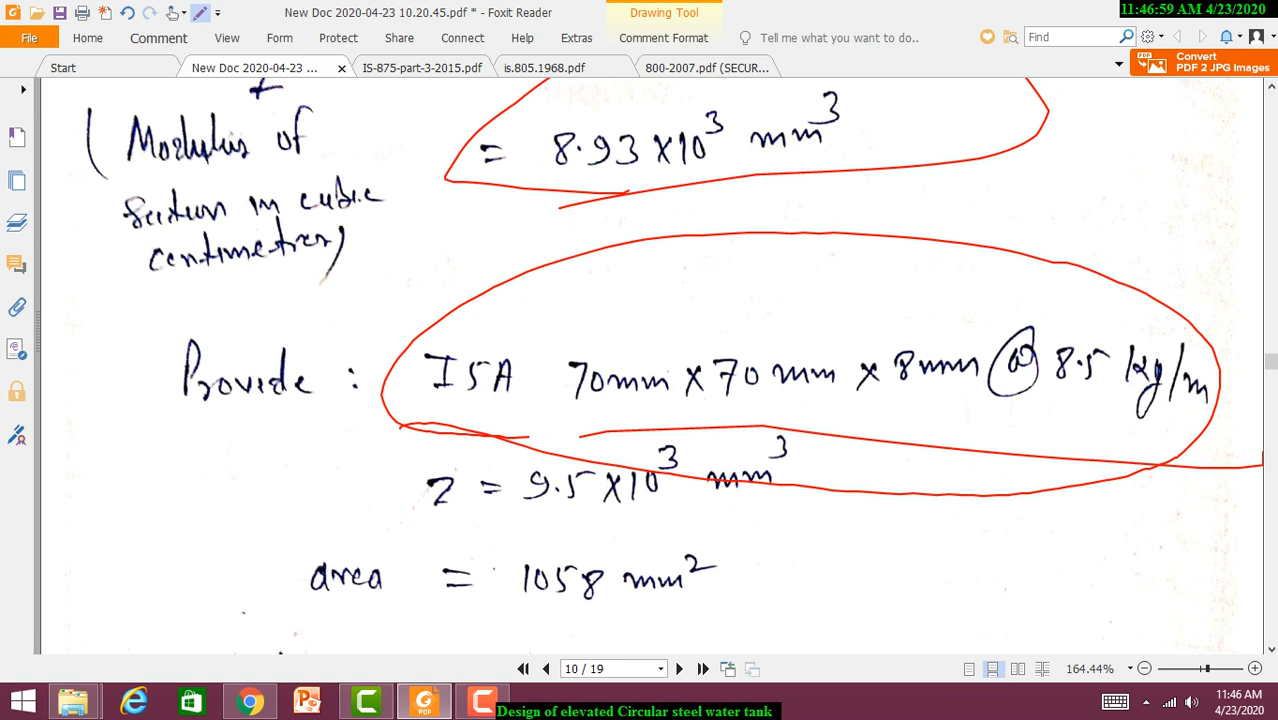 New Doc 2020-04-23 10.20.45.pdf * - Foxit Reader
Drawing Tool
11:46:59 AM 4/23/2020
File Home Comment View Form Protect Share Connect Help Extras Comment Format Tell me what you want to do.. Find
Start New Doc 2020-04-23 ... IS-875-part-3-2015.pdf is.805.1968.pdf 800-2007.pdf (SECUR...
Convert
PDF 2 JPG Images
(Modulus of
Section in cubic
centimetres)
= 8.93 x 10³ mm³
Provide : ISA 70mm x 70mm x 8mm @ 8.5 kg/m
Z = 9.5 x 10³ mm³
area = 1058 mm²
10 / 19
164.44%
PDF
Design of elevated Circular steel water tank
11:46 AM
4/23/2020